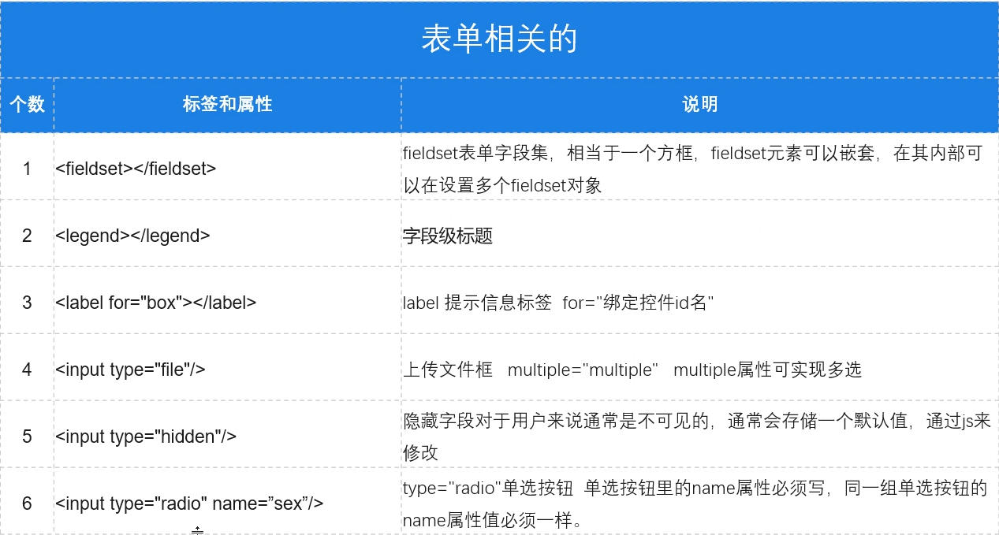 表单相关的
个数 标签和属性 说明
1 <fieldset></fieldset> fieldset表单字段集，相当于一个方框，fieldset元素可以嵌套，在其内部可
以在设置多个fieldset对象
2 <legend></legend> 字段级标题
3 <label for="box"></label> label 提示信息标签 for="绑定控件id名"
4 <input type="file"/> 上传文件框 multiple="multiple" multiple属性可实现多选
5 <input type="hidden"/> 隐藏字段对于用户来说通常是不可见的，通常会存储一个默认值，通过js来
修改
6 <input type="radio" name=”sex”/> type="radio"单选按钮 单选按钮里的name属性必须写，同一组单选按钮的
name属性值必须一样。